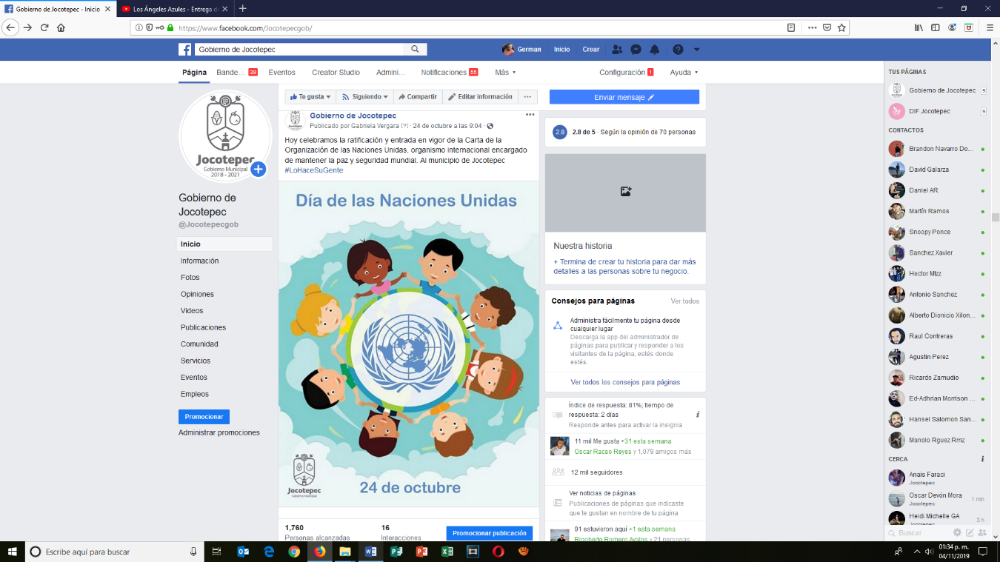 Gobierno de Jocotepec - Inicio
Los Ángeles Azules - Entrega d
https://www.facebook.com/Jocotepecgob/
Gobierno de Jocotepec
German
Inicio
Crear
Página
Bande... 39
Eventos
Creator Studio
Admini...
Notificaciones 55
Más
Configuración 1
Ayuda
Jocotepec
Gobierno Municipal
2018 - 2021
Gobierno de
Jocotepec
@Jocotepecgob
Inicio
Información
Fotos
Opiniones
Videos
Publicaciones
Comunidad
Servicios
Eventos
Empleos
Promocionar
Administrar promociones
Te gusta
Siguiendo
Compartir
Editar información
Gobierno de Jocotepec
Publicado por Gabriela Vergara [?] · 24 de octubre a las 9:04 ·
Hoy celebramos la ratificación y entrada en vigor de la Carta de la
Organización de las Naciones Unidas, organismo internacional encargado
de mantener la paz y seguridad mundial. Al municipio de Jocotepec
#LoHaceSuGente
Día de las Naciones Unidas
Jocotepec
Gobierno Municipal
24 de octubre
1,760
Personas alcanzadas
16
Interacciones
Promocionar publicación
Enviar mensaje
2.8
2.8 de 5 · Según la opinión de 70 personas
Nuestra historia
+ Termina de crear tu historia para dar más
detalles a las personas sobre tu negocio.
Consejos para páginas
Ver todos
Administra fácilmente tu página desde
cualquier lugar
Descarga la app del administrador de
páginas para publicar y responder a los
visitantes de la página, estés donde
estés.
Ver todos los consejos para páginas
Índice de respuesta: 81%; tiempo de
respuesta: 2 días
Responde antes para activar la insignia
11 mil Me gusta +31 esta semana
Oscar Racso Reyes y 1,079 amigos más
12 mil seguidores
Ver noticias de páginas
Publicaciones de páginas que indicaste
que te gustan en nombre de tu página
91 estuvieron aquí +1 esta semana
Rigoberto Romero Avalos y 21 personas
TUS PÁGINAS
Gobierno de Jocotepec
DIF Jocotepec
CONTACTOS
Brandon Navarro Do...
David Galarza
Daniel AR
Martín Ramos
Snoopy Ponce
Sanchez Xavier
Hector Mtzz
Antonio Sanchez
Alberto Dionicio Xilon...
Raul Contreras
Agustin Perez
Ricardo Zamudio
Ed-Adhrian Morrison ...
Hansel Salomon San...
Manolo Rguez Rmz
CERCA
Anais Faraci
Jocotepec
Oscar Devón Mora
Jocotepec
1 min
Heidi Michelle GA
Jocotepec
3 h
Buscar
Escribe aquí para buscar
01:34 p. m.
04/11/2019